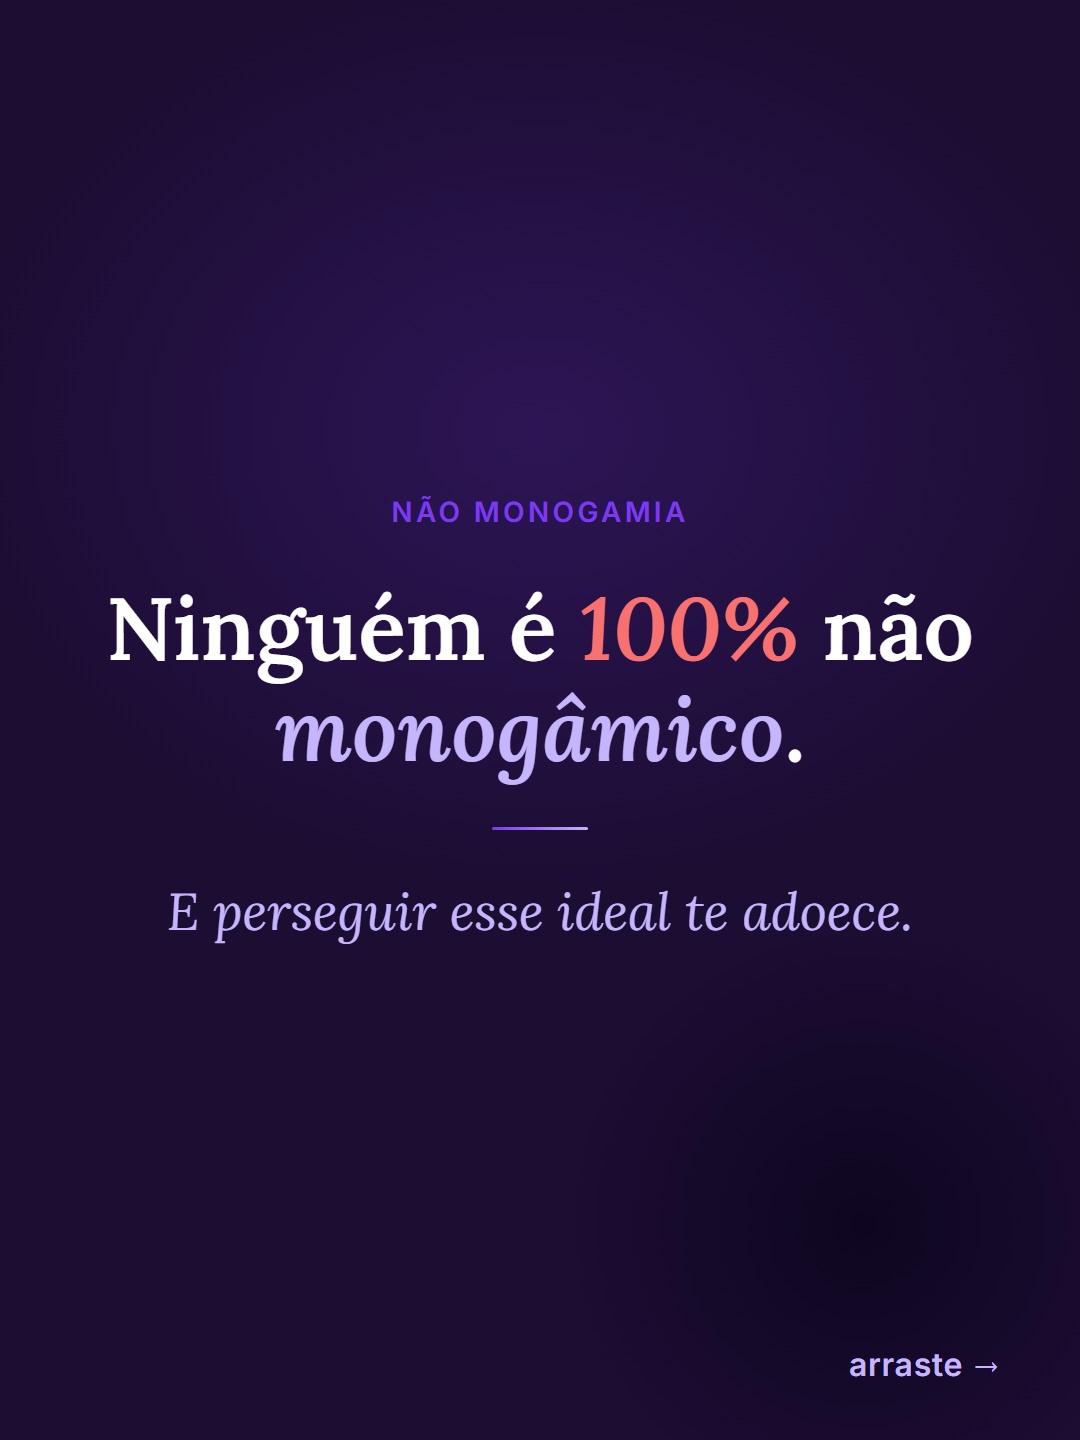 NÃO MONOGAMIA
Ninguém é 100% não
monogâmico.
E perseguir esse ideal te adoece.
arraste →